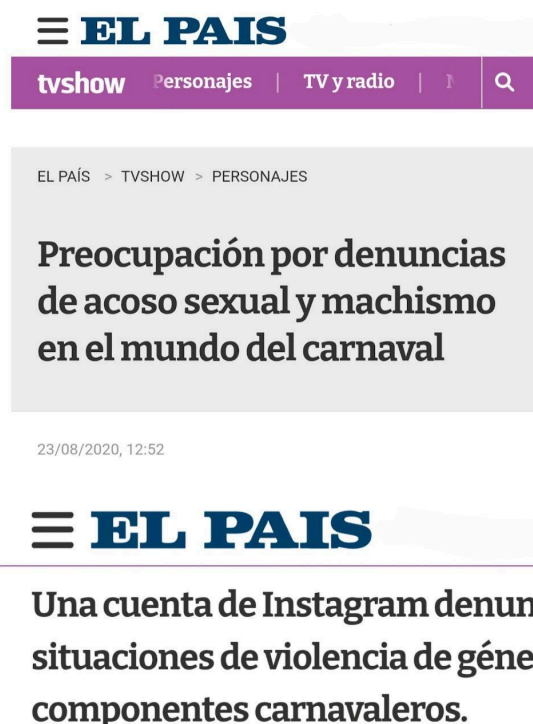 EL PAIS
tvshow Personajes | TV y radio |
EL PAÍS > TVSHOW > PERSONAJES
Preocupación por denuncias
de acoso sexual y machismo
en el mundo del carnaval
23/08/2020, 12:52
EL PAIS
Una cuenta de Instagram denun
situaciones de violencia de géne
componentes carnavaleros.